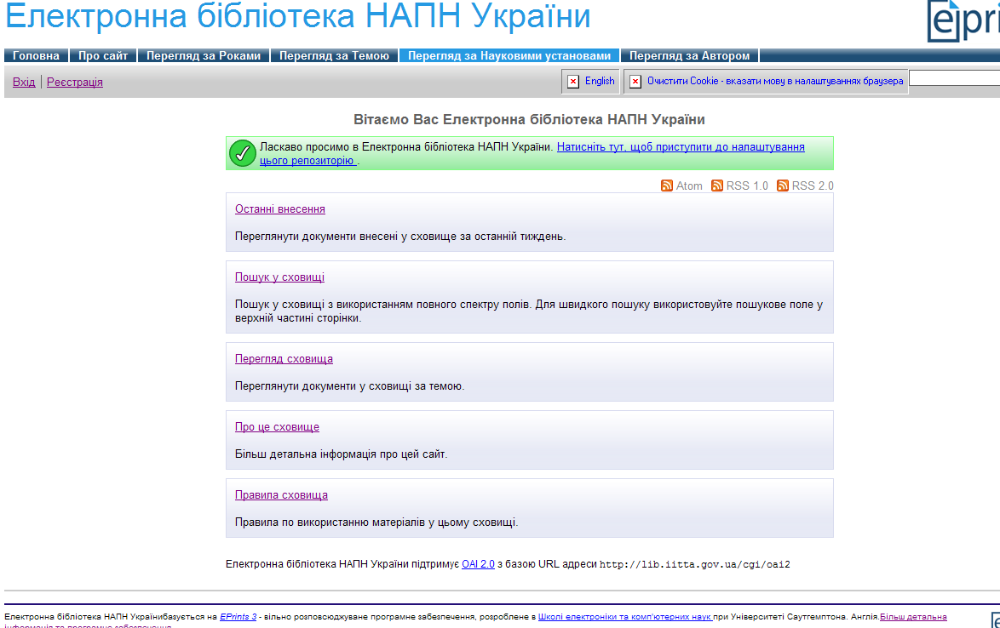 Електронна бібліотека НАПН України
Головна Про сайт Перегляд за Роками Перегляд за Темою Перегляд за Науковими установами Перегляд за Автором
Вхід Реєстрація English Очистити Cookie - вказати мову в налаштуваннях браузера
Вітаємо Вас Електронна бібліотека НАПН України
Ласкаво просимо в Електронна бібліотека НАПН України. Натисніть тут, щоб приступити до налаштування
цього репозиторію .
Atom RSS 1.0 RSS 2.0
Останні внесення
Переглянути документи внесені у сховище за останній тиждень.
Пошук у сховищі
Пошук у сховищі з використанням повного спектру полів. Для швидкого пошуку використовуйте пошукове поле у
верхній частині сторінки.
Перегляд сховища
Переглянути документи у сховищі за темою.
Про це сховище
Більш детальна інформація про цей сайт.
Правила сховища
Правила по використанню матеріалів у цьому сховищі.
Електронна бібліотека НАПН України підтримує OAI 2.0 з базою URL адреси http://lib.iitta.gov.ua/cgi/oai2
Електронна бібліотека НАПН Українибазується на EPrints 3 - вільно розповсюджуване програмне забезпечення, розроблене в Школі електроніки та комп'ютерних наук при Університеті Саутгемптона. Англія.Більш детальна
інформація та програмне забезпечення